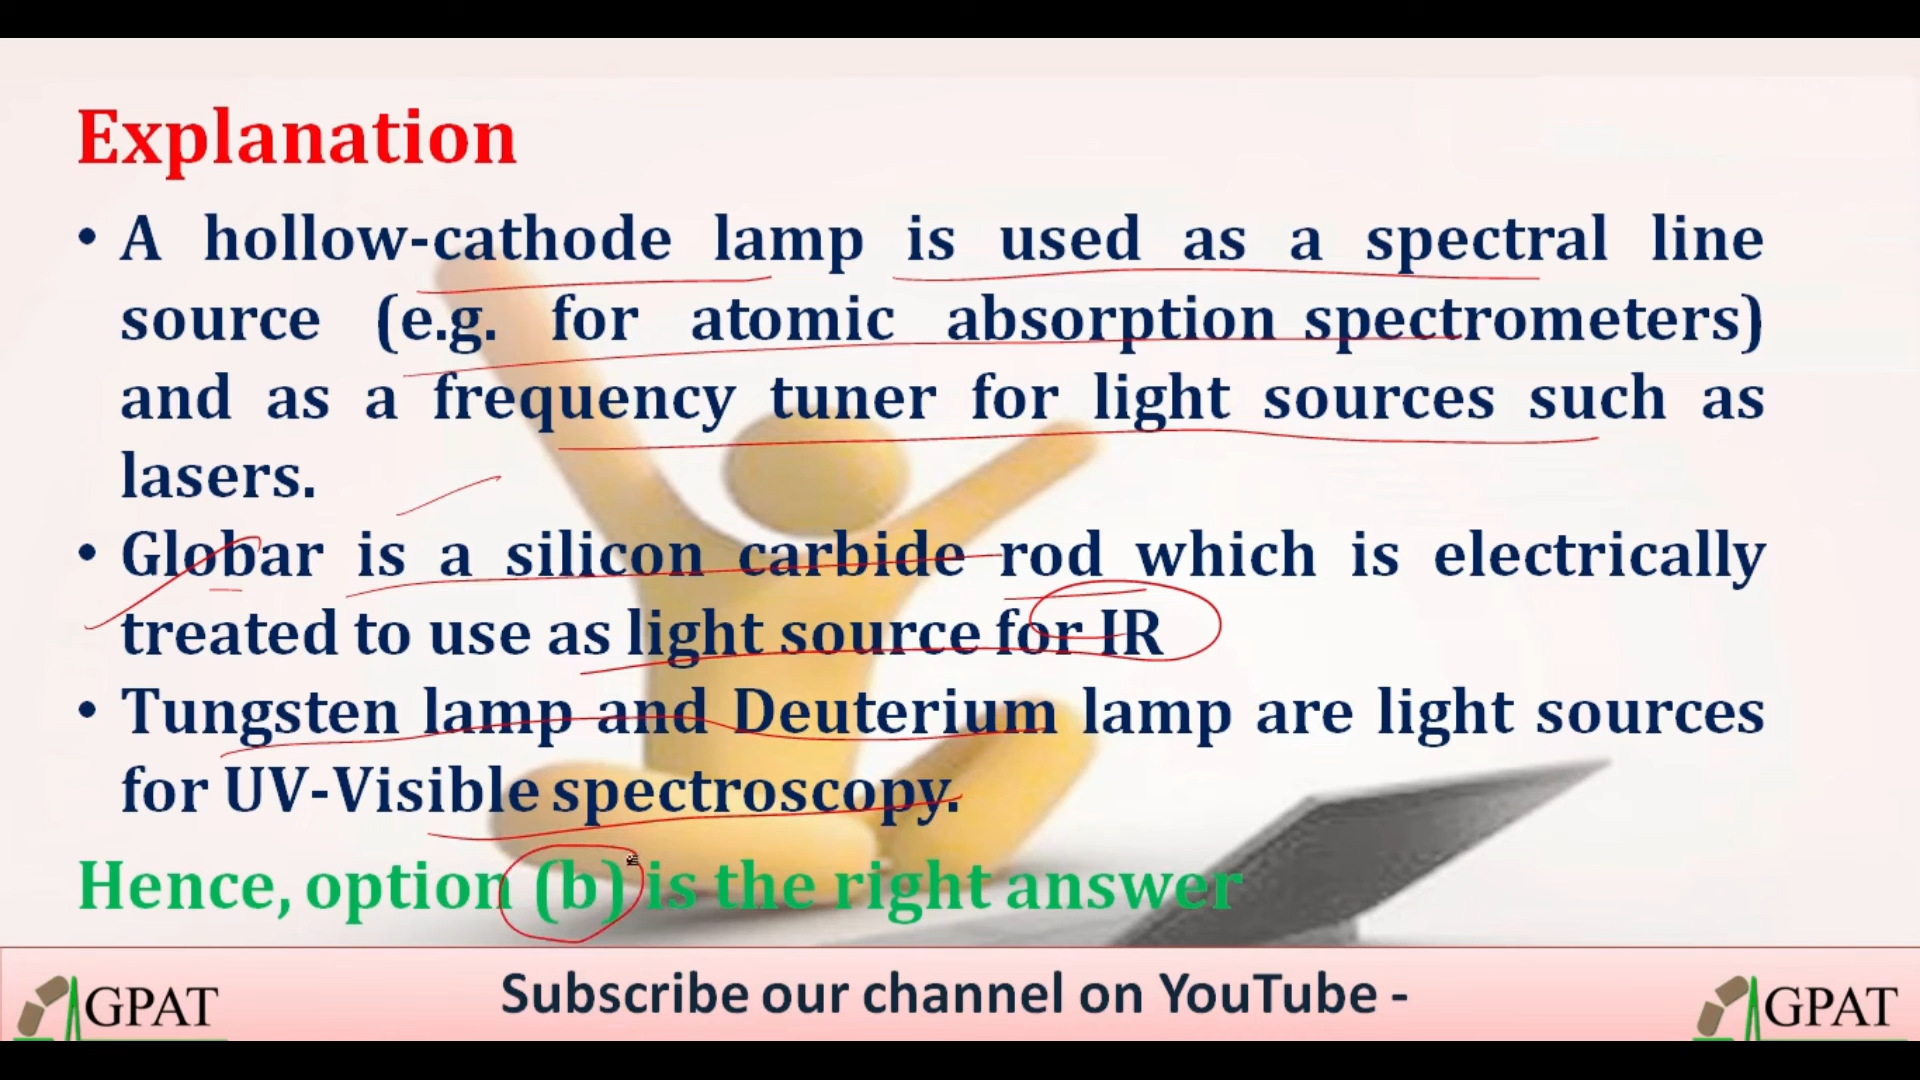 Explanation
• A hollow-cathode lamp is used as a spectral line
source (e.g. for atomic absorption spectrometers)
and as a frequency tuner for light sources such as
lasers.
• Globar is a silicon carbide rod which is electrically
treated to use as light source for IR
• Tungsten lamp and Deuterium lamp are light sources
for UV-Visible spectroscopy.
Hence, option (b) is the right answer
GPAT
Subscribe our channel on YouTube -
GPAT